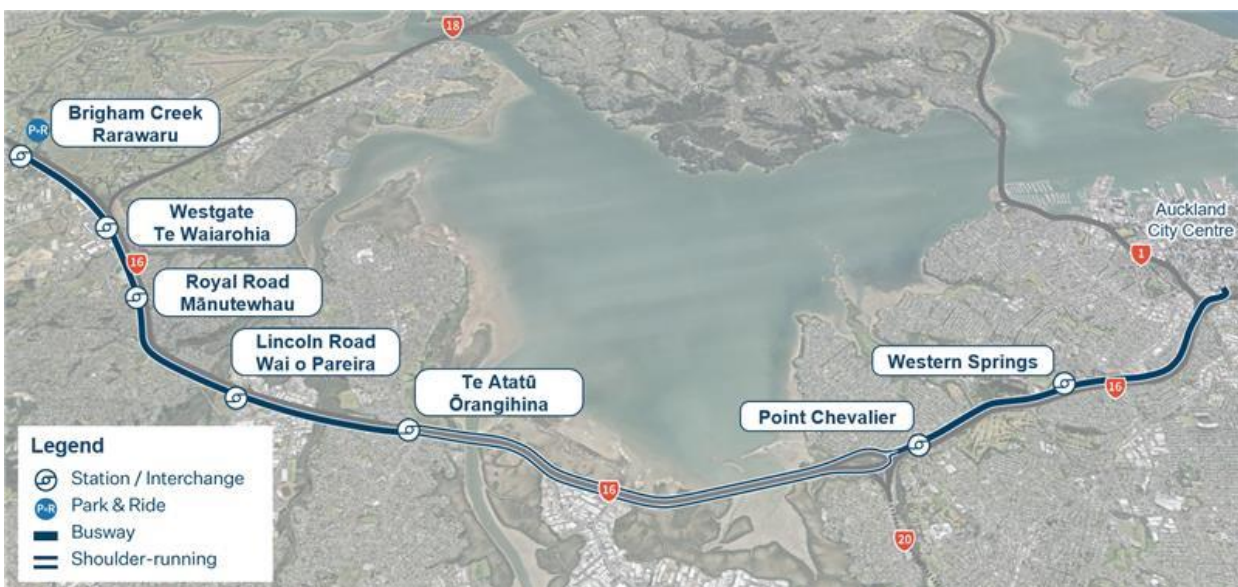 18
Brigham Creek
Rarawaru
P+R
Westgate
Te Waiarohia
16
Royal Road
Mānutewhau
Lincoln Road
Wai o Pareira
Te Atatū
Ōrangihina
Auckland
City Centre
1
Western Springs
16
Point Chevalier
16
20
Legend
Station / Interchange
P+R Park & Ride
Busway
Shoulder-running